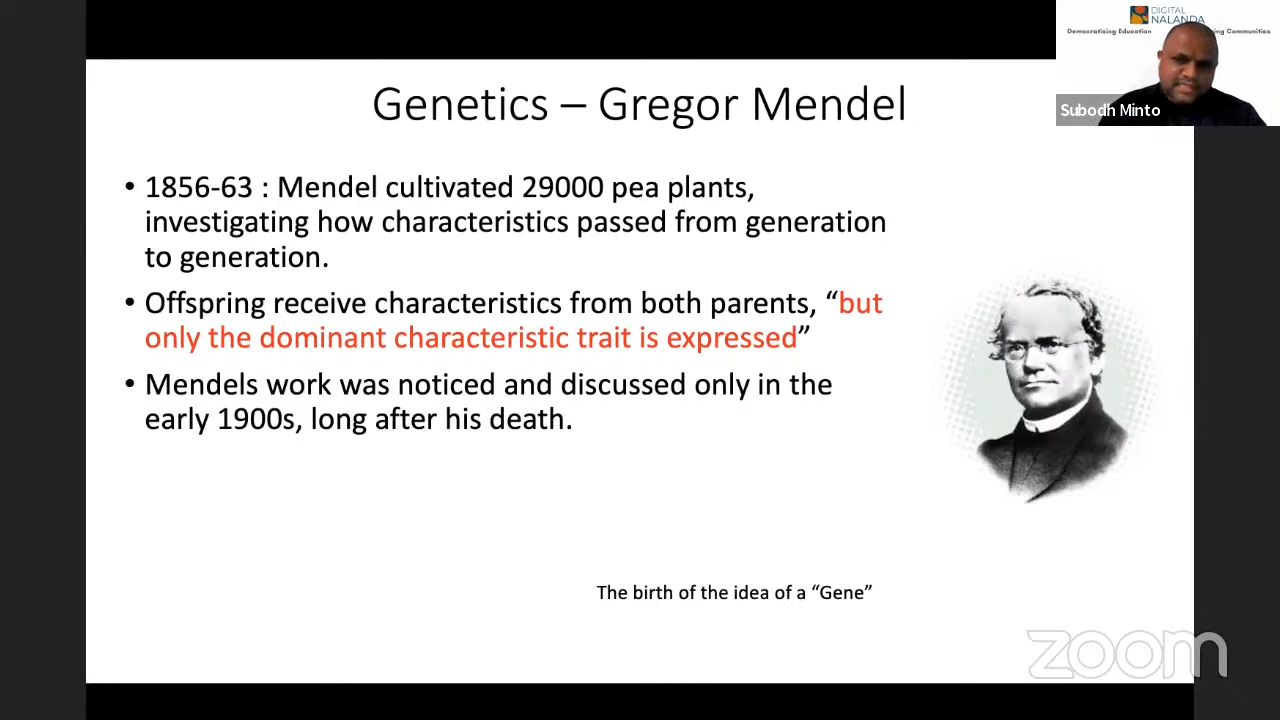 DIGITAL
NALANDA
Democratising Education
ing Communities
Subodh Minto
Genetics – Gregor Mendel
• 1856-63 : Mendel cultivated 29000 pea plants,
investigating how characteristics passed from generation
to generation.
• Offspring receive characteristics from both parents, “but
only the dominant characteristic trait is expressed”
• Mendels work was noticed and discussed only in the
early 1900s, long after his death.
The birth of the idea of a “Gene”
zoom